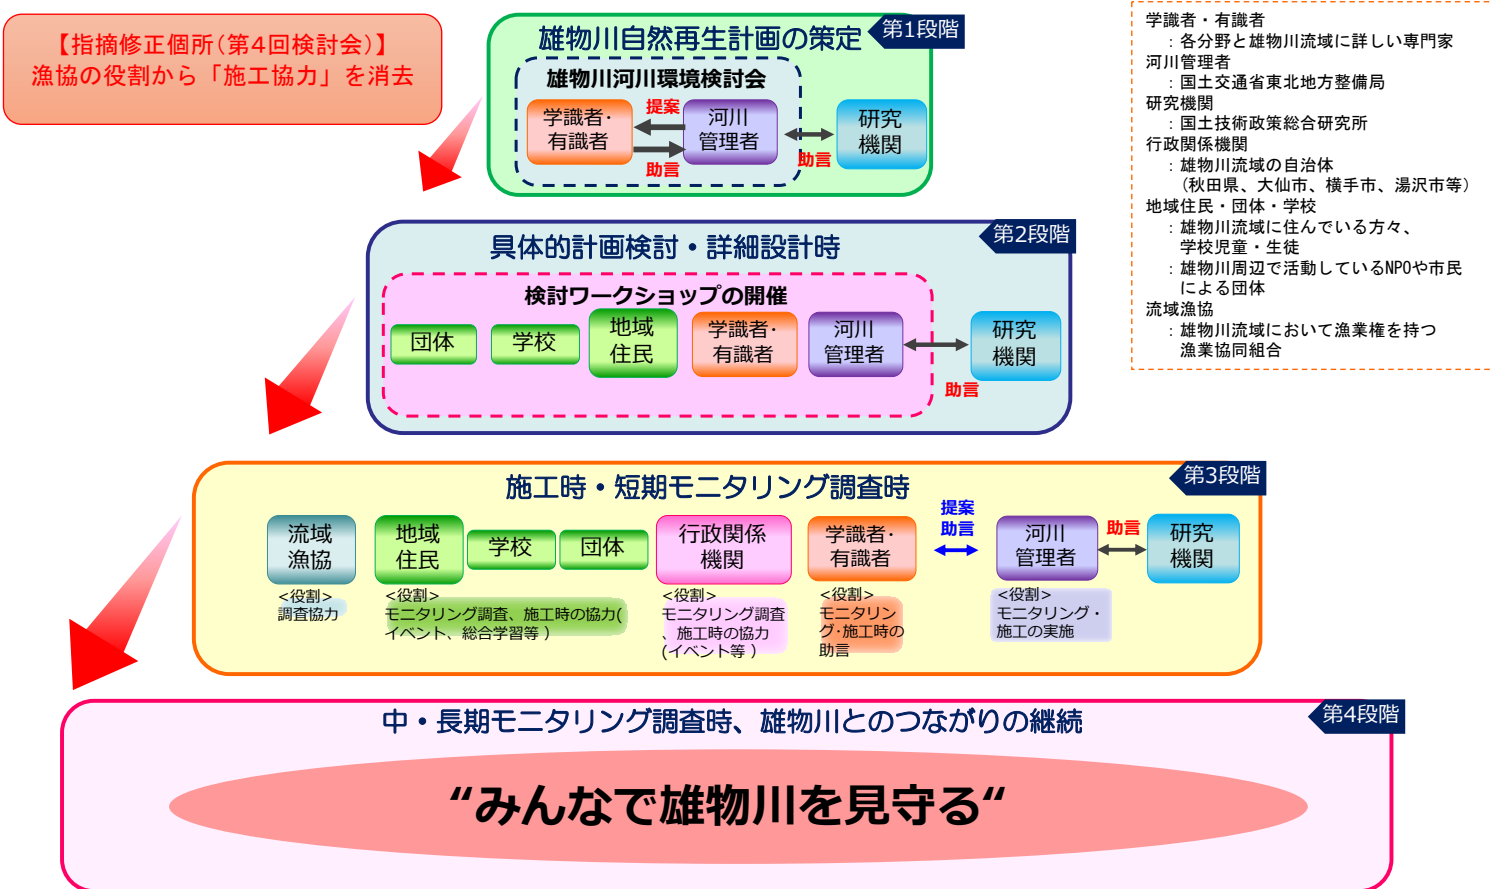 【指摘修正個所（第４回検討会）】
漁協の役割から「施工協力」を消去
第1段階
雄物川自然再生計画の策定
雄物川河川環境検討会
学識者・
有識者
提案
助言
河川
管理者
助言
研究
機関
学識者・有識者
：各分野と雄物川流域に詳しい専門家
河川管理者
：国土交通省東北地方整備局
研究機関
：国土技術政策総合研究所
行政関係機関
：雄物川流域の自治体
（秋田県、大仙市、横手市、湯沢市等）
地域住民・団体・学校
：雄物川流域に住んでいる方々、
学校児童・生徒
：雄物川周辺で活動しているNPOや市民
による団体
流域漁協
：雄物川流域において漁業権を持つ
漁業協同組合
第2段階
具体的計画検討・詳細設計時
検討ワークショップの開催
団体
学校
地域
住民
学識者・
有識者
河川
管理者
助言
研究
機関
第3段階
施工時・短期モニタリング調査時
流域
漁協
<役割>
調査協力
地域
住民
学校
団体
<役割>
モニタリング調査、施工時の協力(
イベント、総合学習等 )
行政関係
機関
<役割>
モニタリング調査
、施工時の協力
(イベント等 )
学識者・
有識者
<役割>
モニタリン
グ・施工時の
助言
提案
助言
河川
管理者
<役割>
モニタリング・
施工の実施
助言
研究
機関
第4段階
中・長期モニタリング調査時、雄物川とのつながりの継続
“みんなで雄物川を見守る“